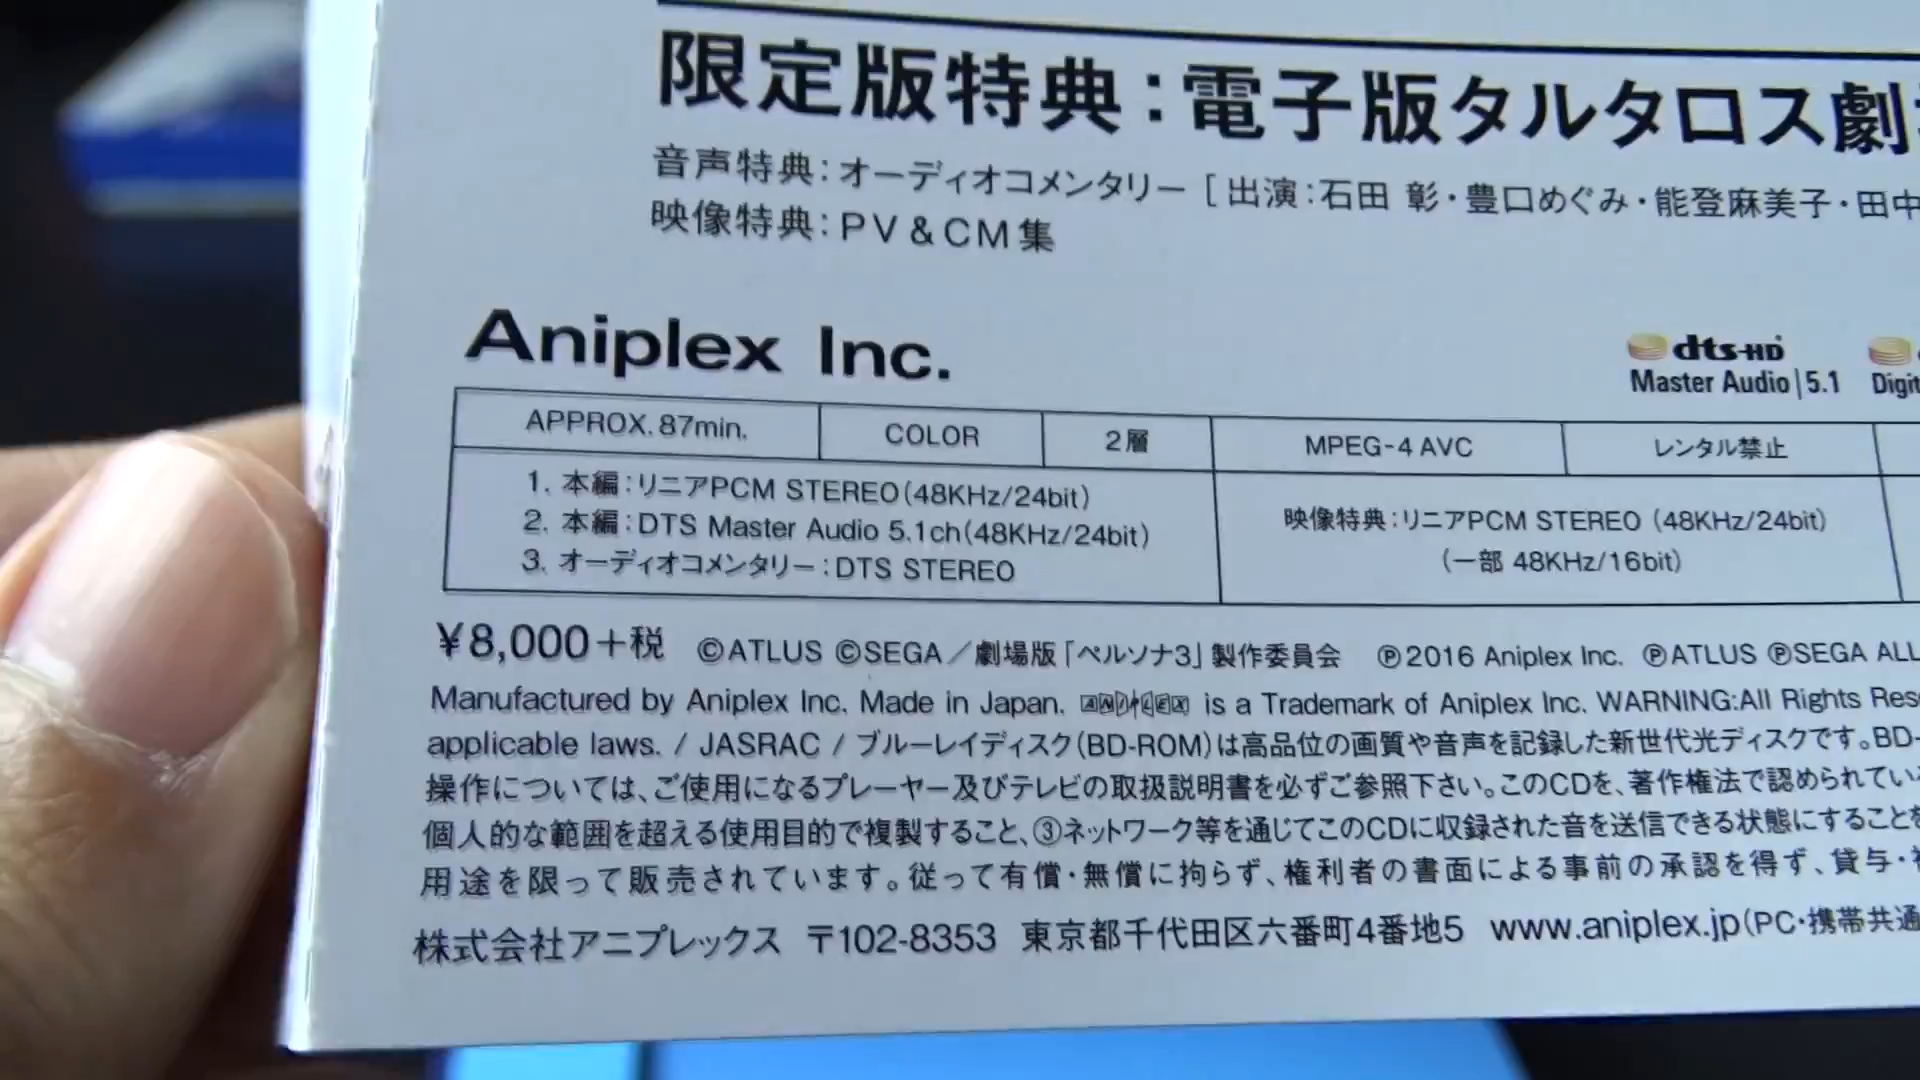 限定版特典：電子版タルタロス劇
音声特典：オーディオコメンタリー［出演：石田 彰・豊口めぐみ・能登麻美子・田中
映像特典：PV＆CM集
Aniplex Inc.
dts-HD
Master Audio|5.1 Digit
APPROX. 87min. COLOR 2層 MPEG-4 AVC レンタル禁止
1. 本編：リニアPCM STEREO（48KHz/24bit）
2. 本編：DTS Master Audio 5.1ch（48KHz/24bit）
3. オーディオコメンタリー：DTS STEREO
映像特典：リニアPCM STEREO（48KHz/24bit）
（一部 48KHz/16bit）
¥8,000＋税 ©ATLUS ©SEGA／劇場版「ペルソナ3」製作委員会 ℗2016 Aniplex Inc. ℗ATLUS ℗SEGA ALL
Manufactured by Aniplex Inc. Made in Japan. ANIPLEX is a Trademark of Aniplex Inc. WARNING:All Rights Rese
applicable laws. / JASRAC / ブルーレイディスク（BD-ROM）は高品位の画質や音声を記録した新世代光ディスクです。BD-
操作については、ご使用になるプレーヤー及びテレビの取扱説明書を必ずご参照下さい。このCDを、著作権法で認められてい
個人的な範囲を超える使用目的で複製すること、③ネットワーク等を通じてこのCDに収録された音を送信できる状態にすることを
用途を限って販売されています。従って有償・無償に拘らず、権利者の書面による事前の承認を得ず、貸与・
株式会社アニプレックス 〒102-8353 東京都千代田区六番町4番地5 www.aniplex.jp（PC・携帯共通